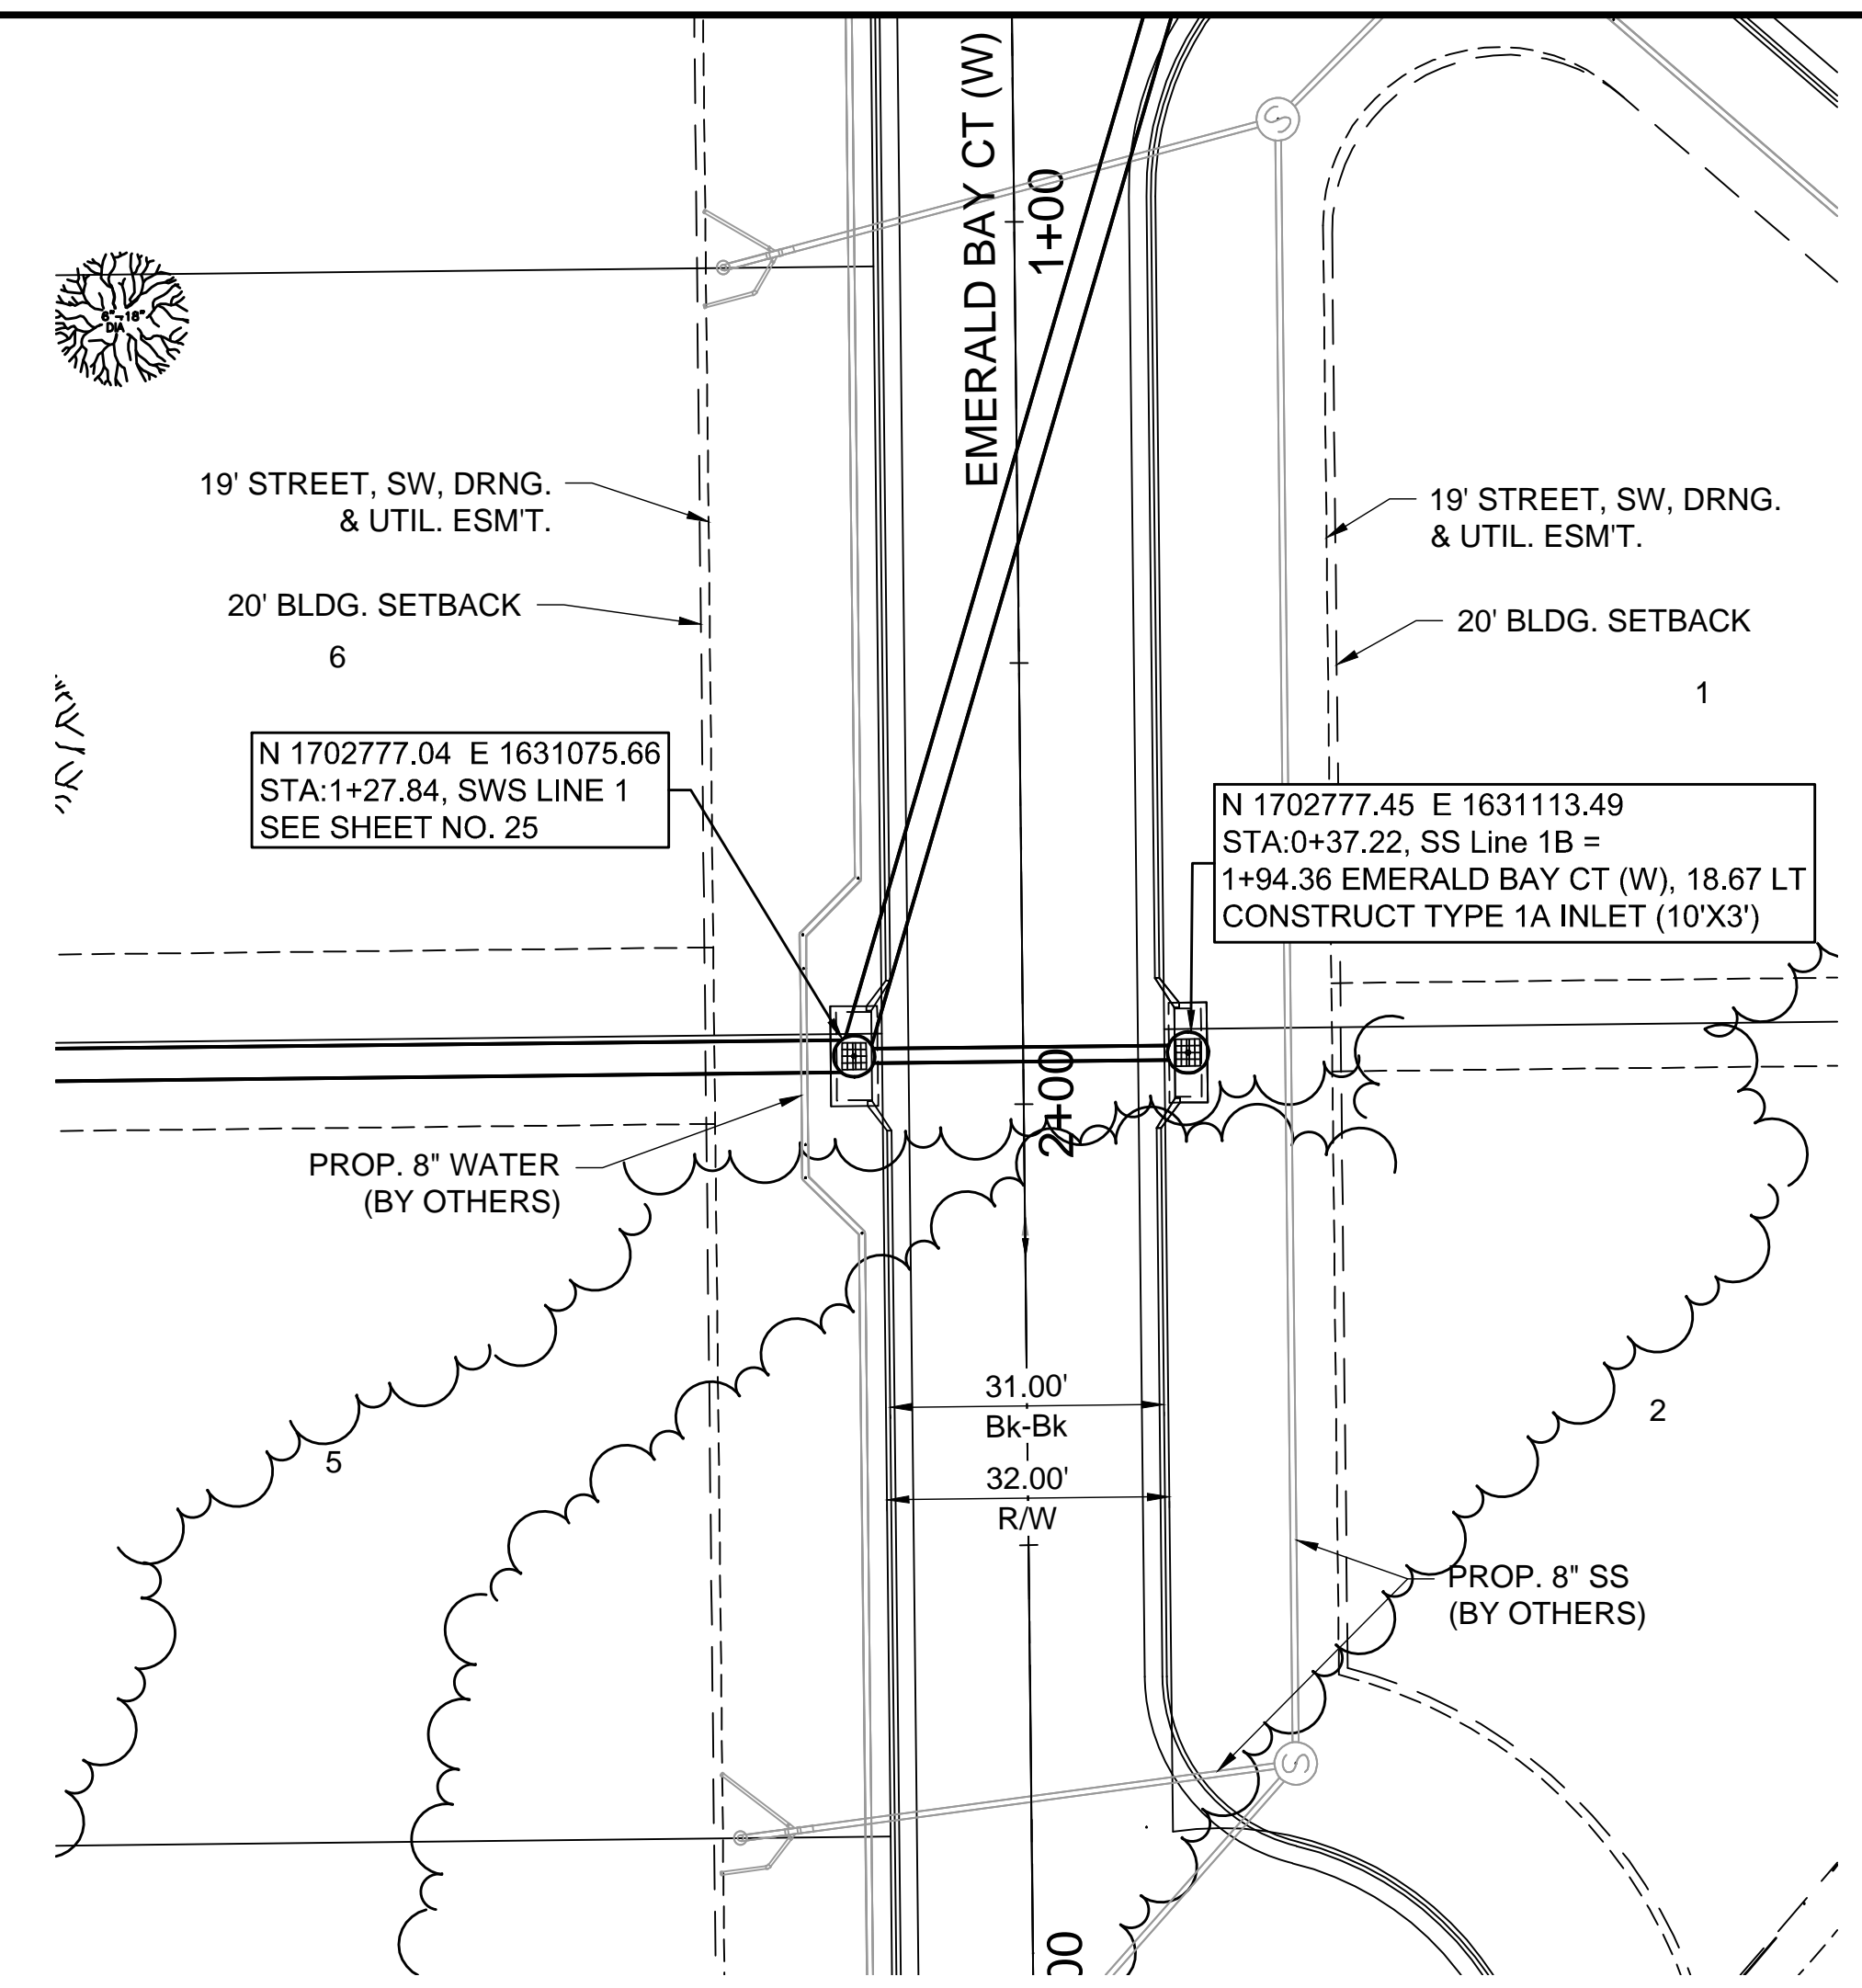 EMERALD BAY CT (W)
1+00
6"-18"
DIA
19' STREET, SW, DRNG.
& UTIL. ESM'T.
19' STREET, SW, DRNG.
& UTIL. ESM'T.
20' BLDG. SETBACK
20' BLDG. SETBACK
6
1
N 1702777.04 E 1631075.66
STA:1+27.84, SWS LINE 1
SEE SHEET NO. 25
N 1702777.45 E 1631113.49
STA:0+37.22, SS Line 1B =
1+94.36 EMERALD BAY CT (W), 18.67 LT
CONSTRUCT TYPE 1A INLET (10'X3')
2+00
PROP. 8" WATER
(BY OTHERS)
31.00'
Bk-Bk
32.00'
R/W
5
2
PROP. 8" SS
(BY OTHERS)
S
S
00